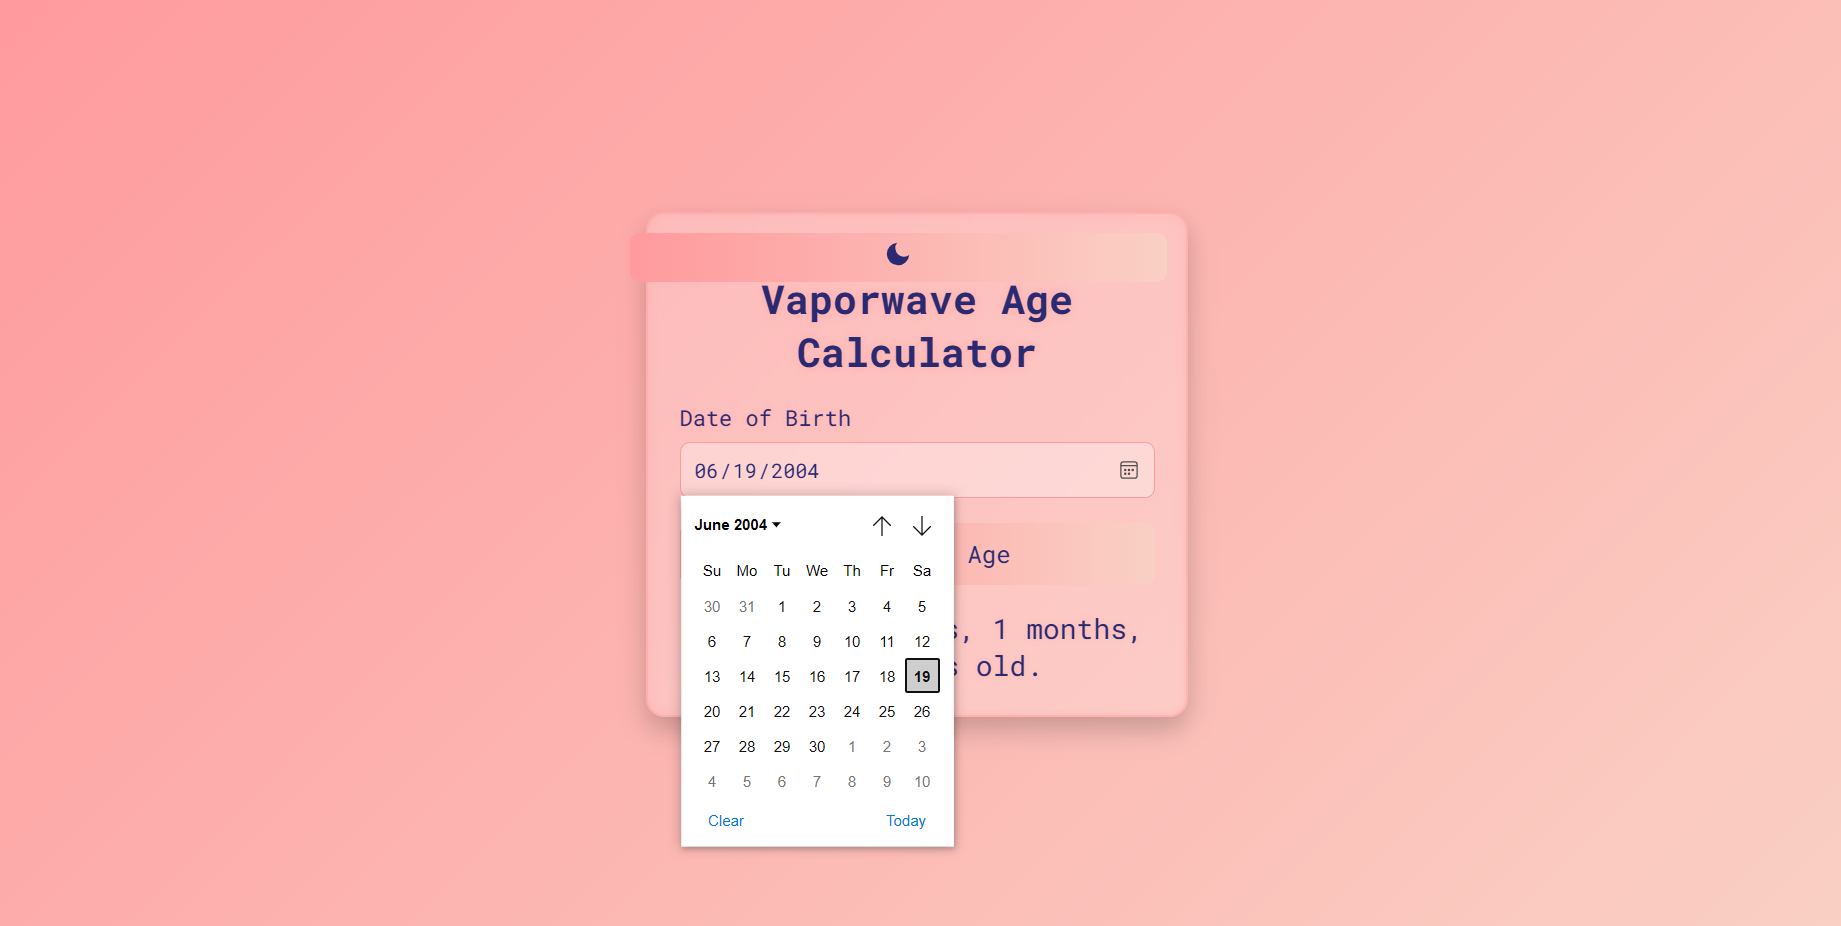 Vaporwave Age
Calculator
Date of Birth
06/19/2004
June 2004
Su Mo Tu We Th Fr Sa
30 31 1 2 3 4 5
6 7 8 9 10 11 12
13 14 15 16 17 18 19
20 21 22 23 24 25 26
27 28 29 30 1 2 3
4 5 6 7 8 9 10
Clear Today
Age
, 1 months,
old.